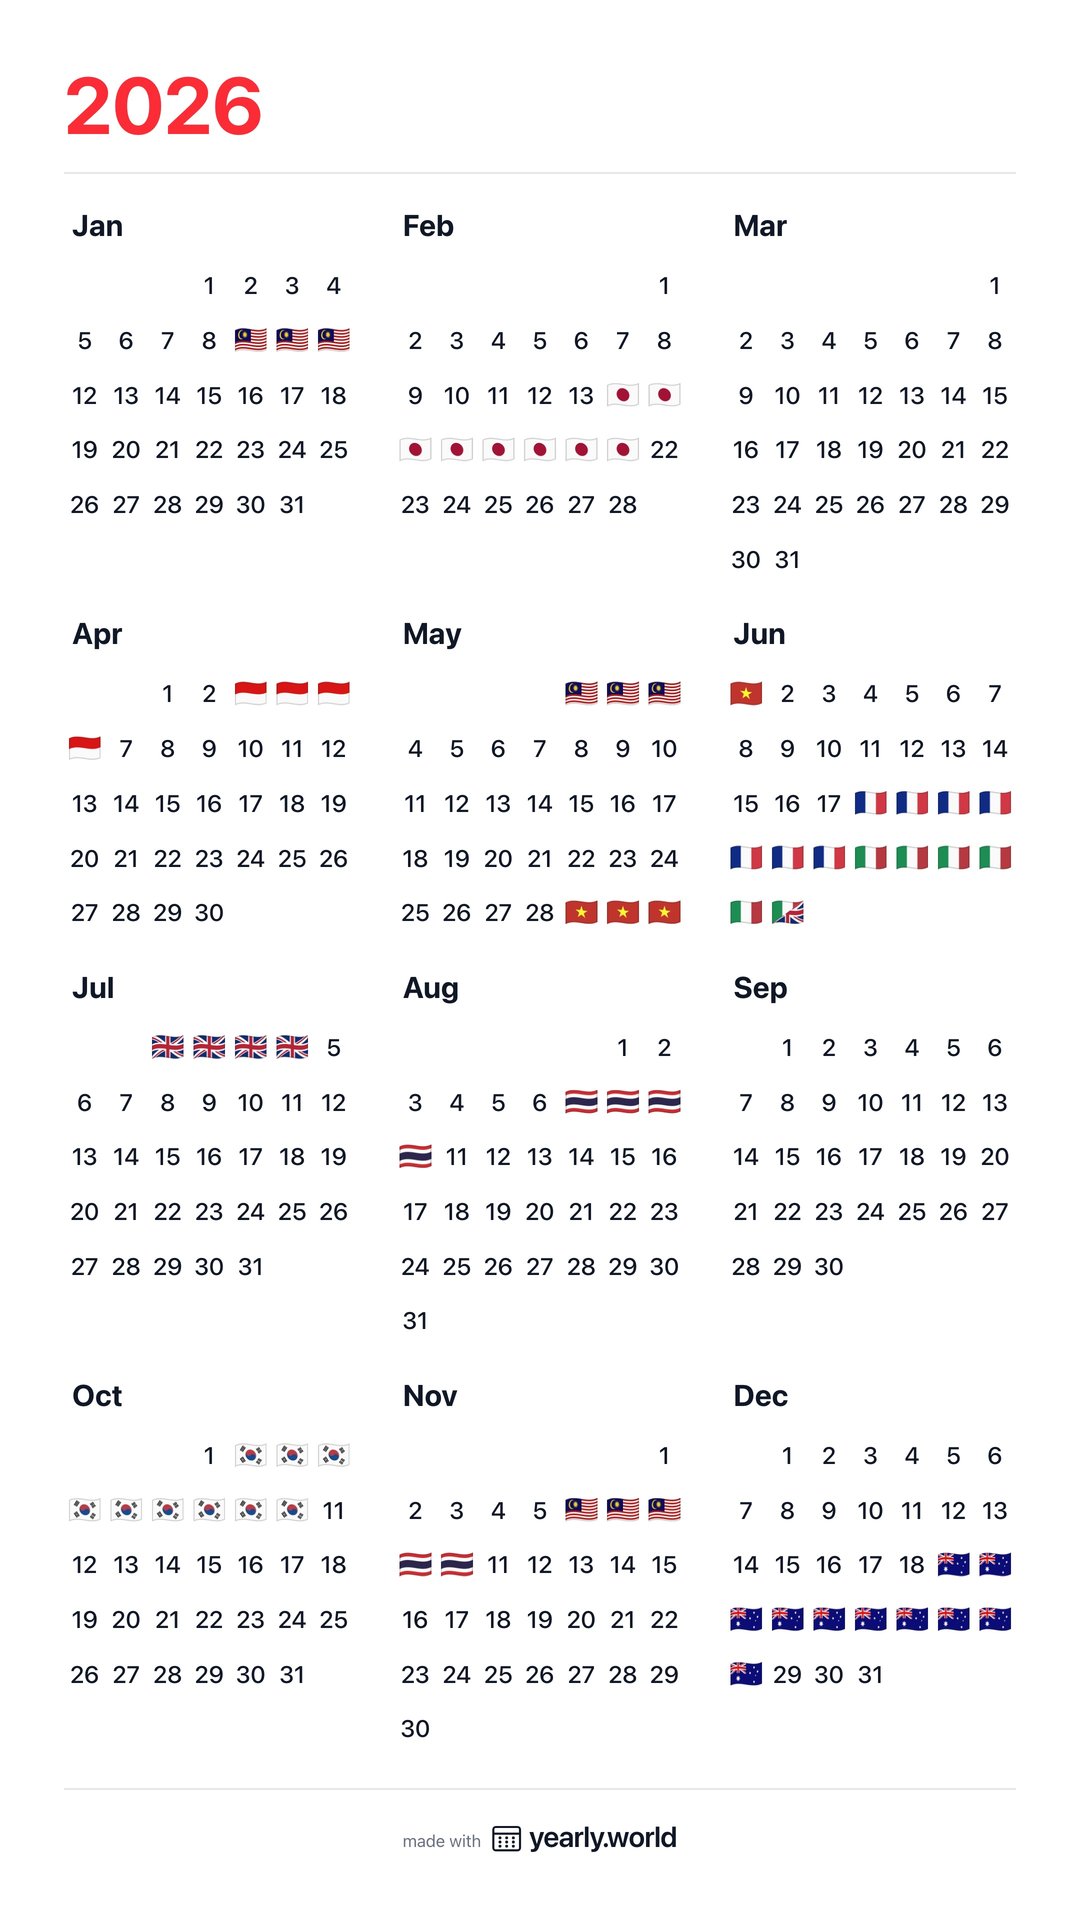 2026
Jan Feb Mar
1 2 3 4 1 1
5 6 7 8 2 3 4 5 6 7 8 2 3 4 5 6 7 8
12 13 14 15 16 17 18 9 10 11 12 13 9 10 11 12 13 14 15
19 20 21 22 23 24 25 22 16 17 18 19 20 21 22
26 27 28 29 30 31 23 24 25 26 27 28 23 24 25 26 27 28 29
30 31
Apr May Jun
1 2 2 3 4 5 6 7
7 8 9 10 11 12 4 5 6 7 8 9 10 8 9 10 11 12 13 14
13 14 15 16 17 18 19 11 12 13 14 15 16 17 15 16 17
20 21 22 23 24 25 26 18 19 20 21 22 23 24
27 28 29 30 25 26 27 28
Jul Aug Sep
5 1 2 1 2 3 4 5 6
6 7 8 9 10 11 12 3 4 5 6 7 8 9 10 11 12 13
13 14 15 16 17 18 19 11 12 13 14 15 16 14 15 16 17 18 19 20
20 21 22 23 24 25 26 17 18 19 20 21 22 23 21 22 23 24 25 26 27
27 28 29 30 31 24 25 26 27 28 29 30 28 29 30
31
Oct Nov Dec
1 1 1 2 3 4 5 6
11 2 3 4 5 7 8 9 10 11 12 13
12 13 14 15 16 17 18 11 12 13 14 15 14 15 16 17 18
19 20 21 22 23 24 25 16 17 18 19 20 21 22
26 27 28 29 30 31 23 24 25 26 27 28 29 29 30 31
30
made with yearly.world